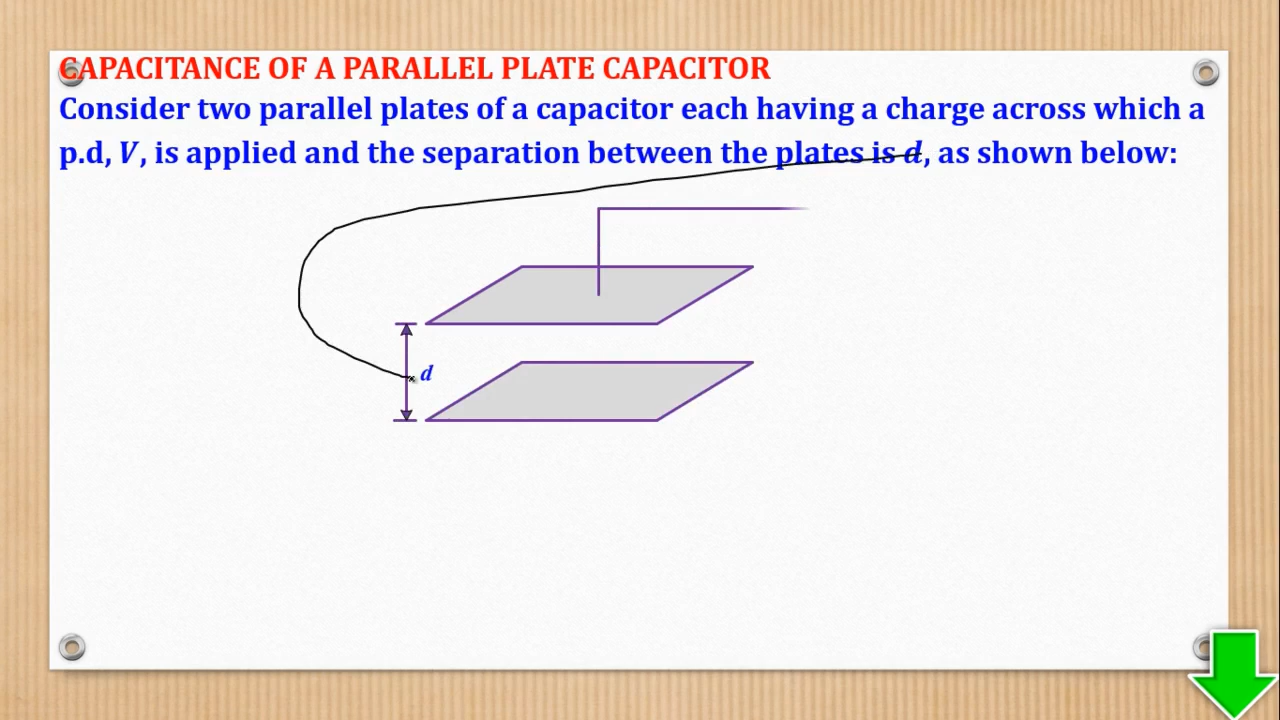 CAPACITANCE OF A PARALLEL PLATE CAPACITOR
Consider two parallel plates of a capacitor each having a charge across which a
p.d, V, is applied and the separation between the plates is d, as shown below:
d